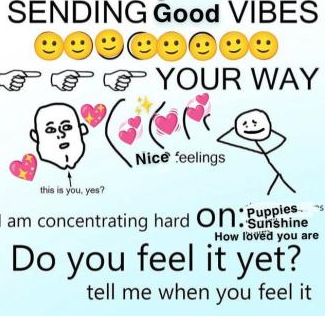 SENDING Good VIBES
YOUR WAY
Nice feelings
this is you, yes?
I am concentrating hard on: Puppies
Sunshine
How loved you are
Do you feel it yet?
tell me when you feel it